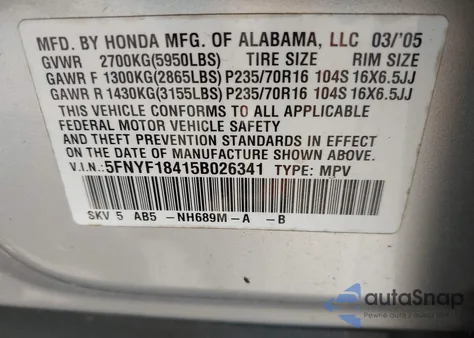 MFD. BY HONDA MFG. OF ALABAMA, LLC 03/'05
GVWR 2700KG(5950LBS) TIRE SIZE RIM SIZE
GAWR F 1300KG(2865LBS) P235/70R16 104S 16X6.5JJ
GAWR R 1430KG(3155LBS) P235/70R16 104S 16X6.5JJ
THIS VEHICLE CONFORMS TO ALL APPLICABLE
FEDERAL MOTOR VEHICLE SAFETY
AND THEFT PREVENTION STANDARDS IN EFFECT
ON THE DATE OF MANUFACTURE SHOWN ABOVE.
V.I.N.: 5FNYF18415B026341 TYPE: MPV
SKV 5 AB5 -NH689M-A -B
autoSnap
Pewne auto z USA